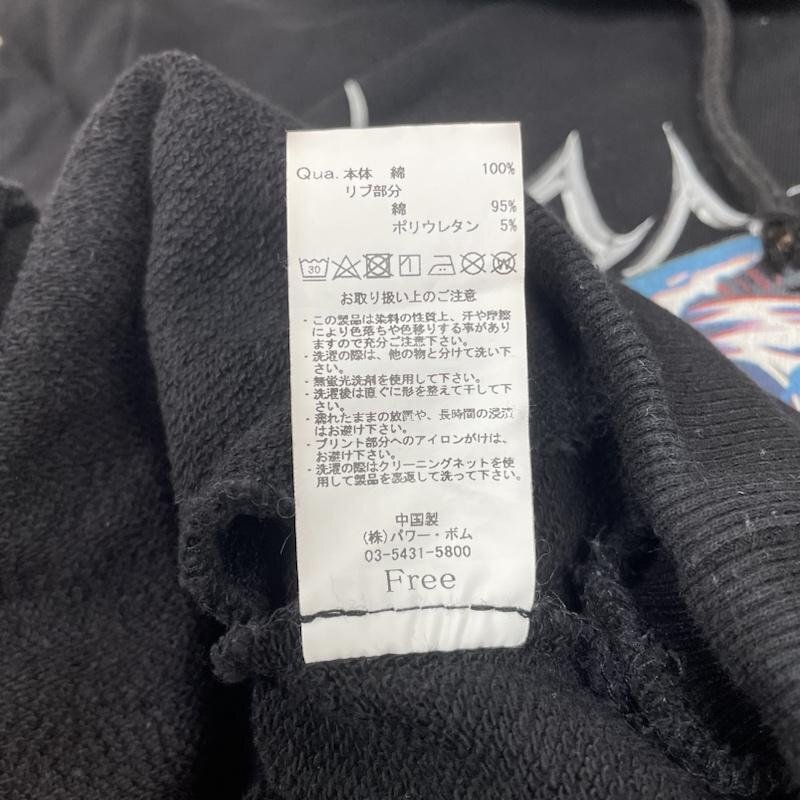 Qua. 本体 綿 100%
リブ部分
綿 95%
ポリウレタン 5%
30
お取り扱い上のご注意
・この製品は染料の性質上、汗や摩擦
により色落ちや色移りする事があり
ますので充分ご注意下さい。
・洗濯の際は、他の物と分けて洗い下
さい。
・無蛍光洗剤を使用して下さい。
・洗濯後は直ぐに形を整えて干して下
さい。
・濡れたままの放置や、長時間の浸漬
はお避け下さい。
・プリント部分へのアイロンがけは、
お避け下さい。
・洗濯の際はクリーニングネットを使
用して製品を裏返して洗って下さい。
中国製
(株)パワー・ボム
03-5431-5800
Free